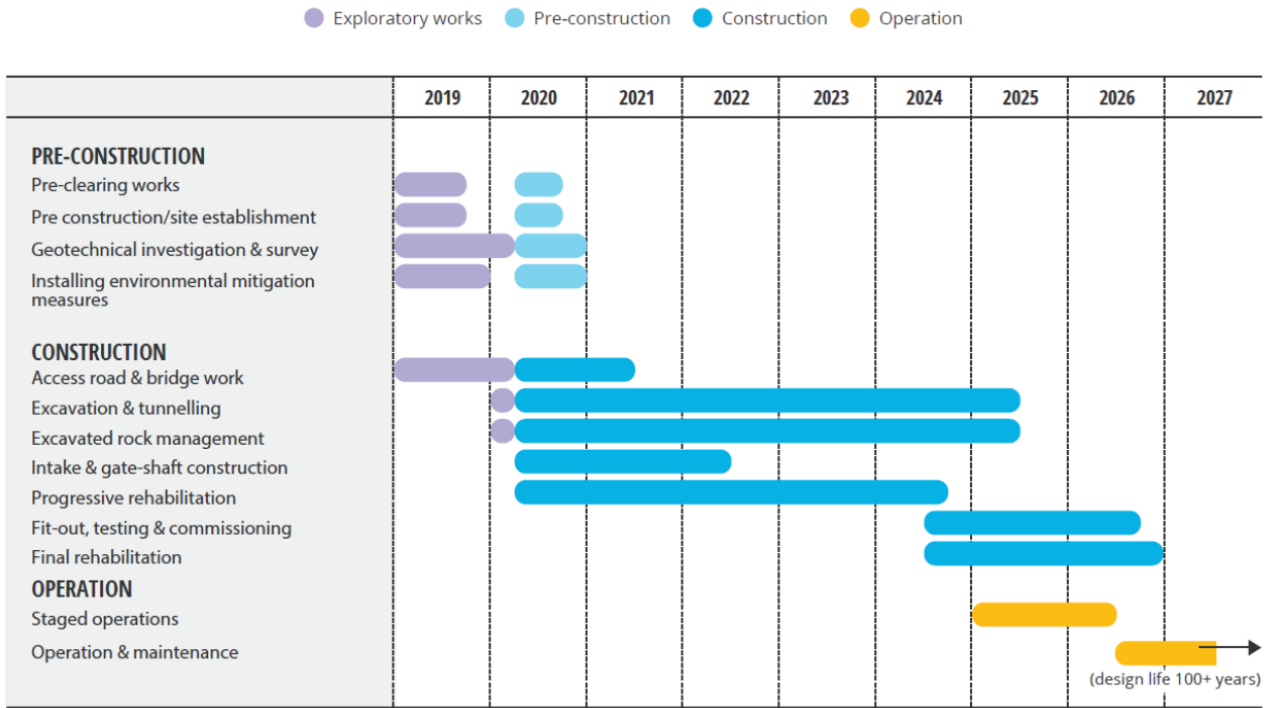 Exploratory works Pre-construction Construction Operation
2019 2020 2021 2022 2023 2024 2025 2026 2027
PRE-CONSTRUCTION
Pre-clearing works
Pre construction/site establishment
Geotechnical investigation & survey
Installing environmental mitigation
measures
CONSTRUCTION
Access road & bridge work
Excavation & tunnelling
Excavated rock management
Intake & gate-shaft construction
Progressive rehabilitation
Fit-out, testing & commissioning
Final rehabilitation
OPERATION
Staged operations
Operation & maintenance
(design life 100+ years)